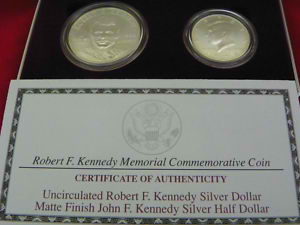 Robert F. Kennedy Memorial Commemorative Coin
CERTIFICATE OF AUTHENTICITY
Uncirculated Robert F. Kennedy Silver Dollar
Matte Finish John F. Kennedy Silver Half Dollar